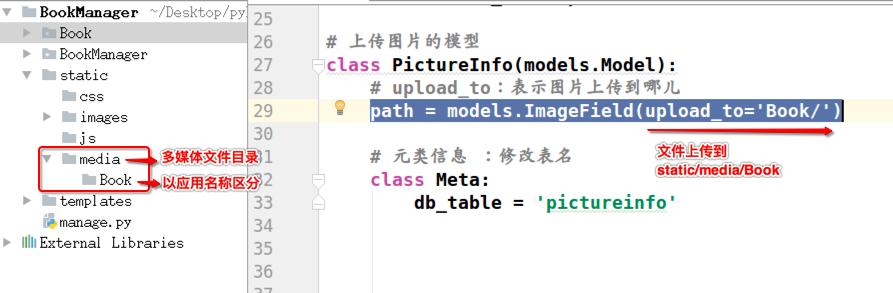 BookManager ~/Desktop/py
Book
BookManager
static
css
images
js
media
Book
templates
manage.py
External Libraries
多媒体文件目录
以应用名称区分
25
26 # 上传图片的模型
27 class PictureInfo(models.Model):
28 # upload_to：表示图片上传到哪儿
29 path = models.ImageField(upload_to='Book/')
30
31 # 元类信息 ：修改表名
32 class Meta:
33 db_table = 'pictureinfo'
34
35
36
37
文件上传到
static/media/Book